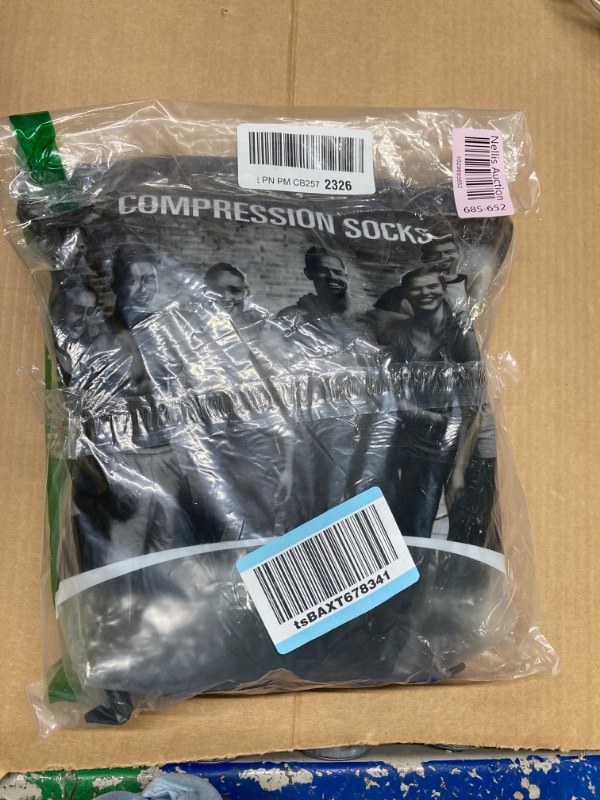 LPN PM CB257 2326
Nellis Auction
685-652
COMPRESSION SOCKS
tsBAXT678341